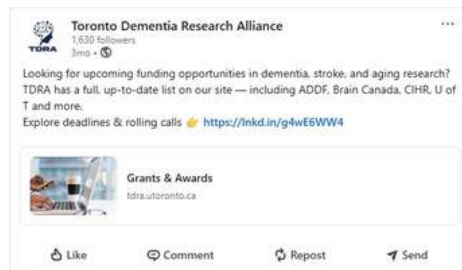 Toronto Dementia Research Alliance
1,630 followers
3mo •
TDRA
Looking for upcoming funding opportunities in dementia, stroke, and aging research?
TDRA has a full, up-to-date list on our site — including ADDF, Brain Canada, CIHR, U of
T and more.
Explore deadlines & rolling calls 👉 https://lnkd.in/g4wE6WW4
Grants & Awards
tdra.utoronto.ca
Like Comment Repost Send